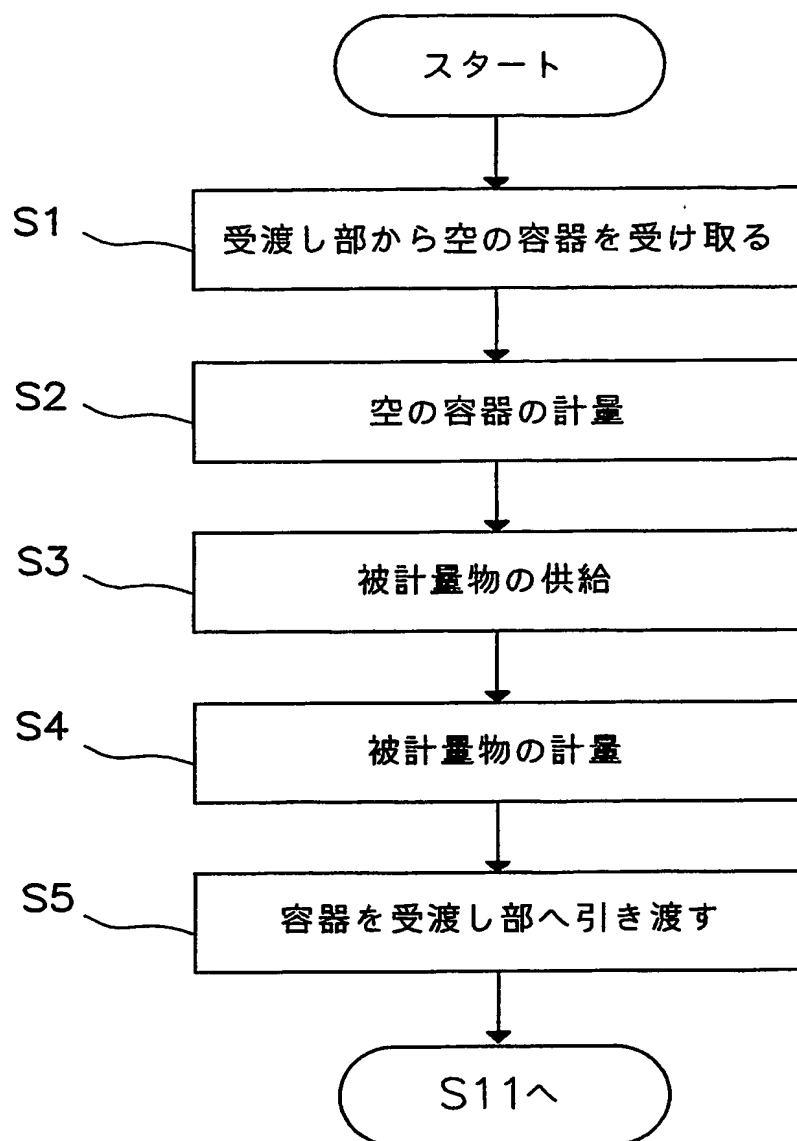 スタート
S1 受渡し部から空の容器を受け取る
S2 空の容器の計量
S3 被計量物の供給
S4 被計量物の計量
S5 容器を受渡し部へ引き渡す
S11へ